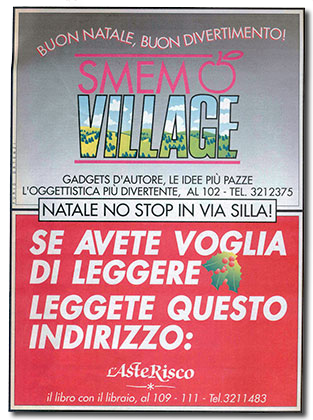 BUON NATALE, BUON DIVERTIMENTO!
SMEMO
VILLAGE
GADGETS D'AUTORE, LE IDEE PIÙ PAZZE
L'OGGETTISTICA PIÙ DIVERTENTE, AL 102 - TEL. 3212375
NATALE NO STOP IN VIA SILLA!
SE AVETE VOGLIA
DI LEGGERE
LEGGETE QUESTO
INDIRIZZO:
L'AsteRisco
il libro con il libraio, al 109 - 111 - Tel.3211483